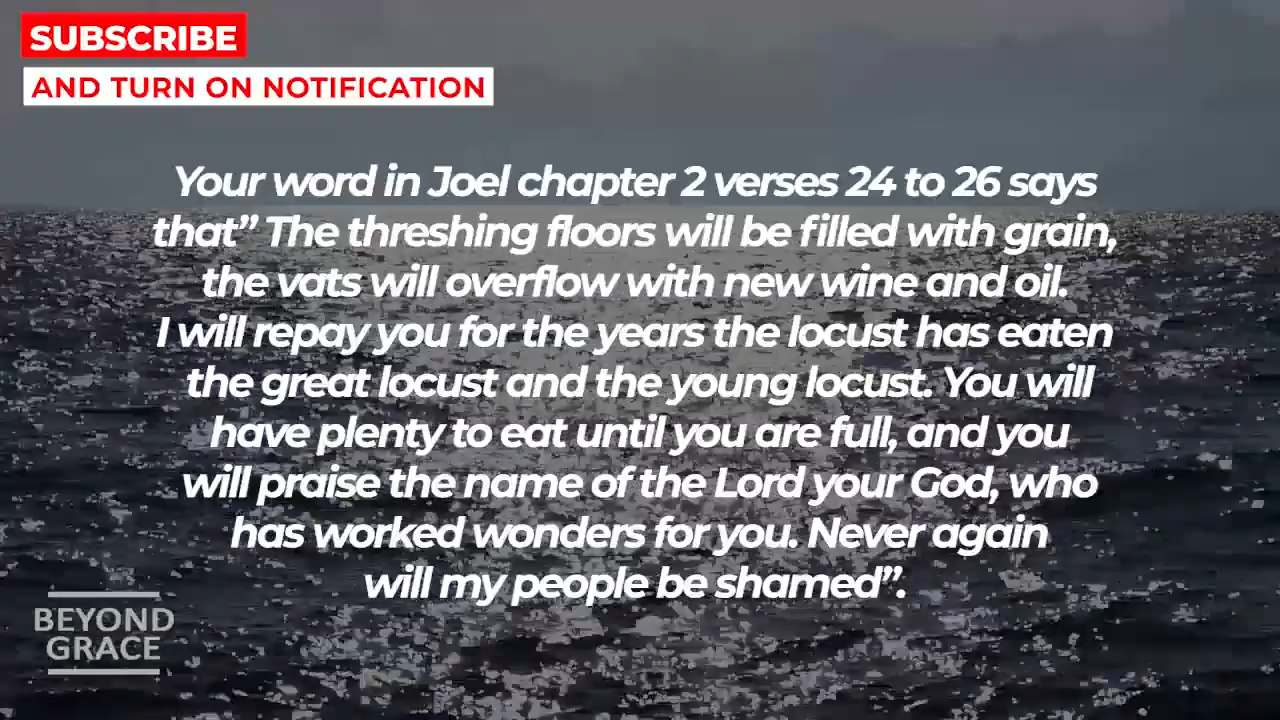 SUBSCRIBE
AND TURN ON NOTIFICATION
Your word in Joel chapter 2 verses 24 to 26 says
that” The threshing floors will be filled with grain,
the vats will overflow with new wine and oil.
I will repay you for the years the locust has eaten
the great locust and the young locust. You will
have plenty to eat until you are full, and you
will praise the name of the Lord your God, who
has worked wonders for you. Never again
will my people be shamed”.
BEYOND
GRACE